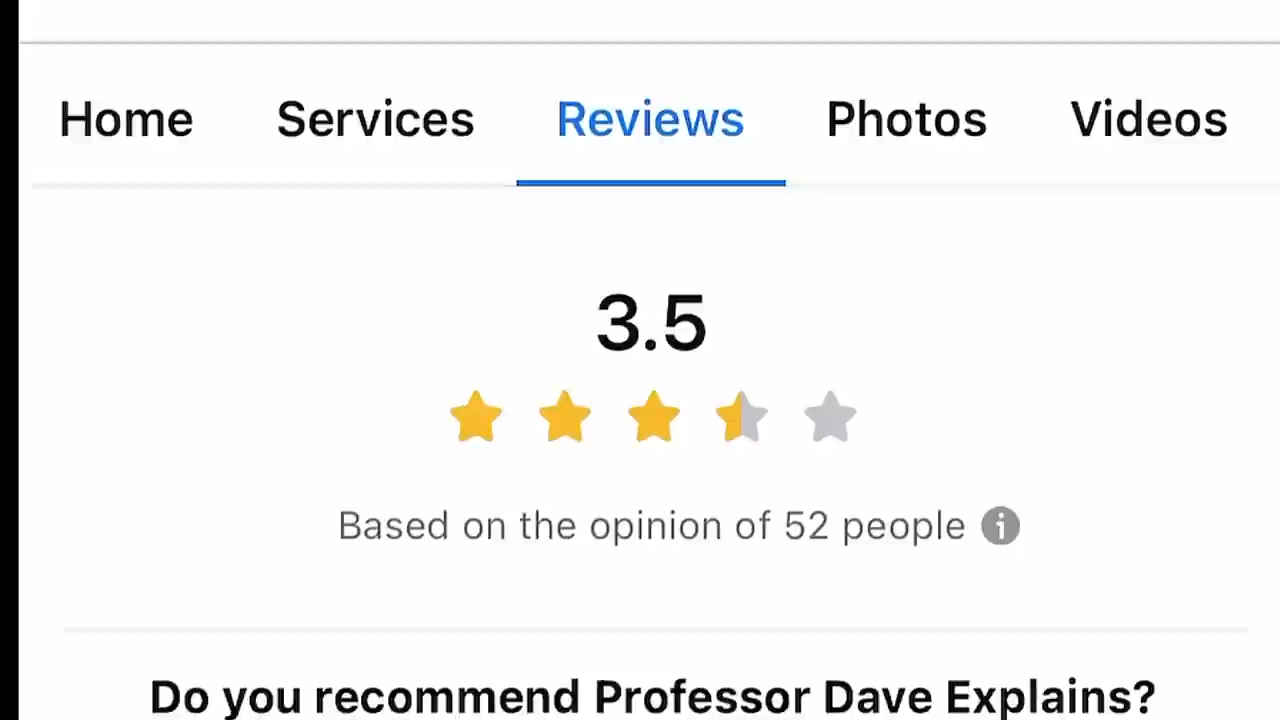 Home Services Reviews Photos Videos
3.5
Based on the opinion of 52 people
Do you recommend Professor Dave Explains?